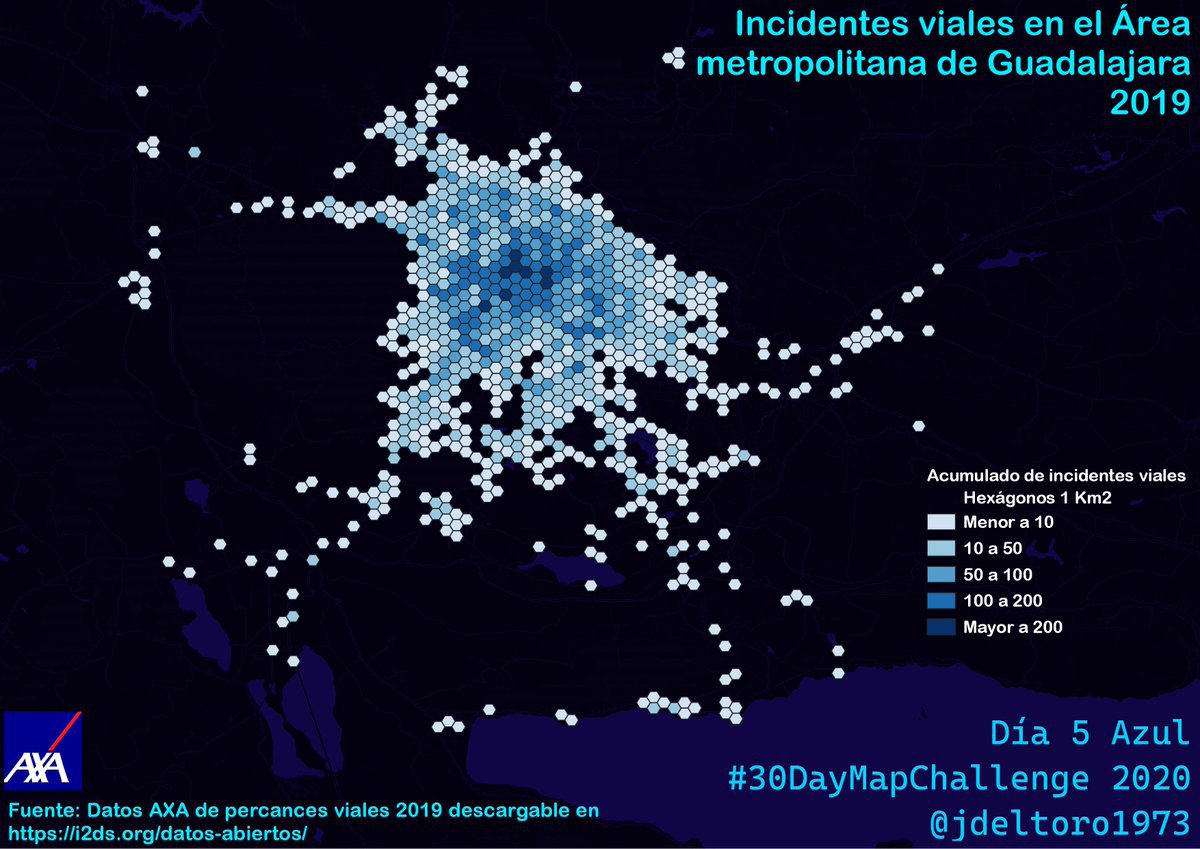 Incidentes viales en el Área
metropolitana de Guadalajara
2019
Acumulado de incidentes viales
Hexágonos 1 Km2
Menor a 10
10 a 50
50 a 100
100 a 200
Mayor a 200
AXA
Fuente: Datos AXA de percances viales 2019 descargable en
https://i2ds.org/datos-abiertos/
Día 5 Azul
#30DayMapChallenge 2020
@jdeltoro1973